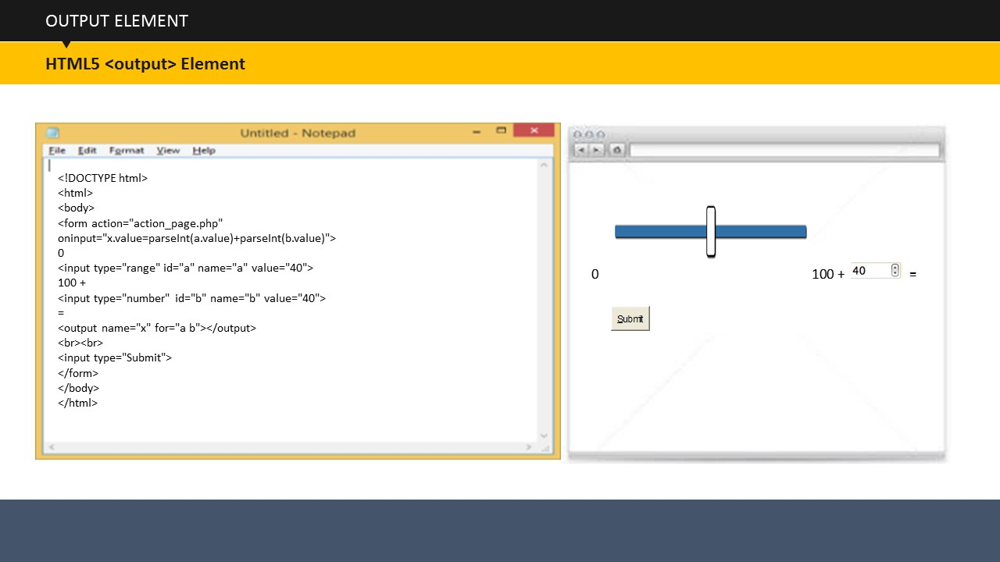 OUTPUT ELEMENT
HTML5 <output> Element
Untitled - Notepad
File Edit Format View Help
<!DOCTYPE html>
<html>
<body>
<form action="action_page.php"
oninput="x.value=parseInt(a.value)+parseInt(b.value)">
0
<input type="range" id="a" name="a" value="40">
100 +
<input type="number" id="b" name="b" value="40">
=
<output name="x" for="a b"></output>
<br><br>
<input type="Submit">
</form>
</body>
</html>
0 100 + 40 =
Submit